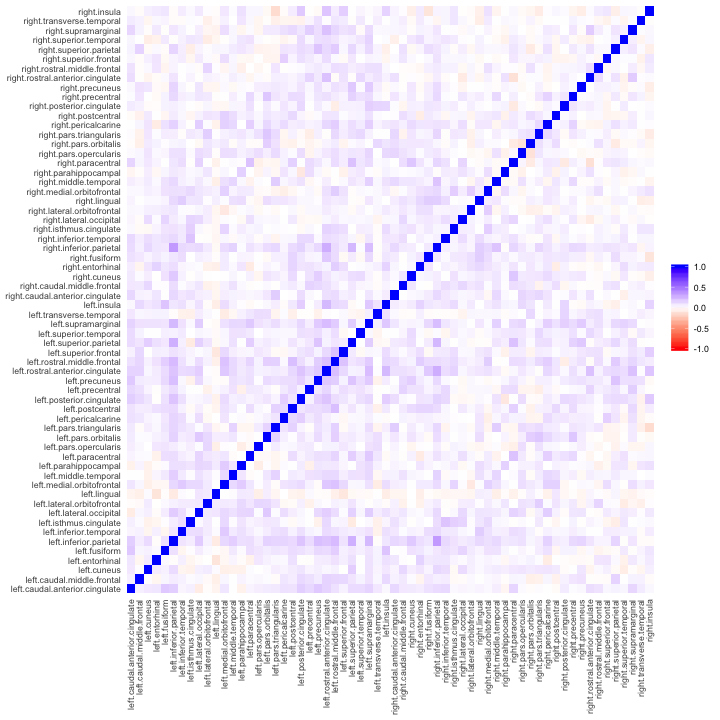 right.insula
right.transverse.temporal
right.supramarginal
right.superior.temporal
right.superior.parietal
right.superior.frontal
right.rostral.middle.frontal
right.rostral.anterior.cingulate
right.precuneus
right.precentral
right.posterior.cingulate
right.postcentral
right.pericalcarine
right.pars.triangularis
right.pars.orbitalis
right.pars.opercularis
right.paracentral
right.parahippocampal
right.middle.temporal
right.medial.orbitofrontal
right.lingual
right.lateral.orbitofrontal
right.lateral.occipital
right.isthmus.cingulate
right.inferior.temporal
right.inferior.parietal
right.fusiform
right.entorhinal
right.cuneus
right.caudal.middle.frontal
right.caudal.anterior.cingulate
left.insula
left.transverse.temporal
left.supramarginal
left.superior.temporal
left.superior.parietal
left.superior.frontal
left.rostral.middle.frontal
left.rostral.anterior.cingulate
left.precuneus
left.precentral
left.posterior.cingulate
left.postcentral
left.pericalcarine
left.pars.triangularis
left.pars.orbitalis
left.pars.opercularis
left.paracentral
left.parahippocampal
left.middle.temporal
left.medial.orbitofrontal
left.lingual
left.lateral.orbitofrontal
left.lateral.occipital
left.isthmus.cingulate
left.inferior.temporal
left.inferior.parietal
left.fusiform
left.entorhinal
left.cuneus
left.caudal.middle.frontal
left.caudal.anterior.cingulate
1.0
0.5
0.0
-0.5
-1.0
left.caudal.anterior.cingulate
left.caudal.middle.frontal
left.cuneus
left.entorhinal
left.fusiform
left.inferior.parietal
left.inferior.temporal
left.isthmus.cingulate
left.lateral.occipital
left.lateral.orbitofrontal
left.lingual
left.medial.orbitofrontal
left.middle.temporal
left.parahippocampal
left.paracentral
left.pars.opercularis
left.pars.orbitalis
left.pars.triangularis
left.pericalcarine
left.postcentral
left.posterior.cingulate
left.precentral
left.precuneus
left.rostral.anterior.cingulate
left.rostral.middle.frontal
left.superior.frontal
left.superior.parietal
left.superior.temporal
left.supramarginal
left.transverse.temporal
left.insula
right.caudal.anterior.cingulate
right.caudal.middle.frontal
right.cuneus
right.entorhinal
right.fusiform
right.inferior.parietal
right.inferior.temporal
right.isthmus.cingulate
right.lateral.occipital
right.lateral.orbitofrontal
right.lingual
right.medial.orbitofrontal
right.middle.temporal
right.parahippocampal
right.paracentral
right.pars.opercularis
right.pars.orbitalis
right.pars.triangularis
right.pericalcarine
right.postcentral
right.posterior.cingulate
right.precentral
right.precuneus
right.rostral.anterior.cingulate
right.rostral.middle.frontal
right.superior.frontal
right.superior.parietal
right.superior.temporal
right.supramarginal
right.transverse.temporal
right.insula